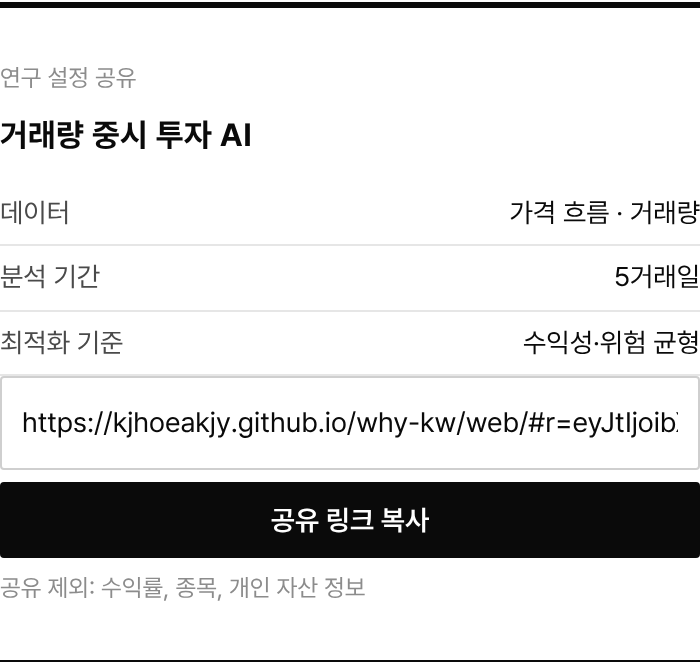 연구 설정 공유
거래량 중시 투자 AI
데이터 가격 흐름 · 거래량
분석 기간 5거래일
최적화 기준 수익성·위험 균형
https://kjhoeakjy.github.io/why-kw/web/#r=eyJtIjoib
공유 링크 복사
공유 제외: 수익률, 종목, 개인 자산 정보